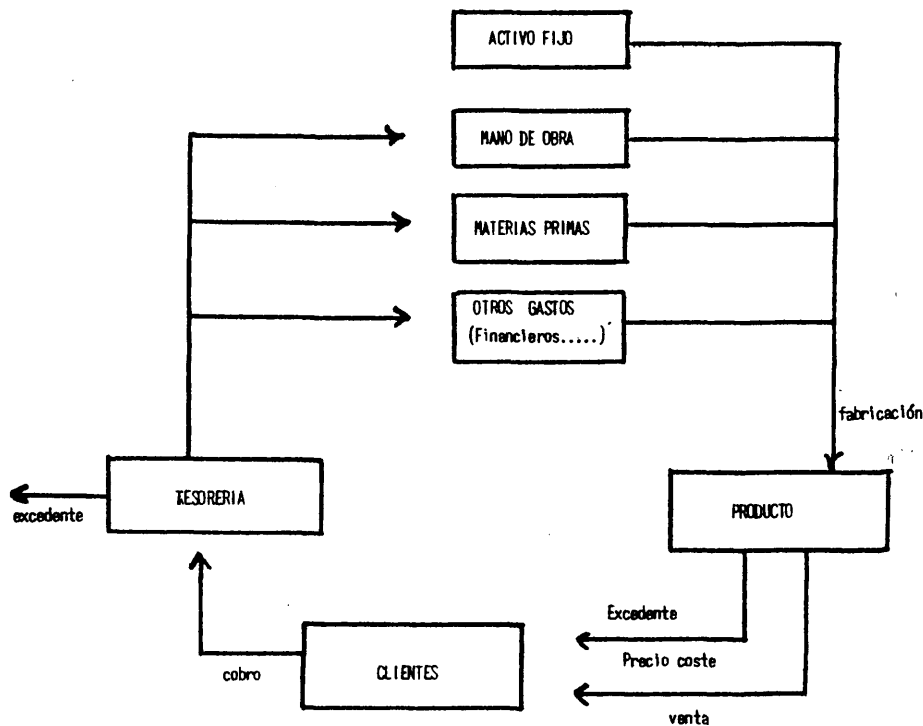 ACTIVO FIJO
MANO DE OBRA
MATERIAS PRIMAS
OTROS GASTOS
(Financieros.....)
fabricación
TESORERIA
excedente
PRODUCTO
Excedente
Precio coste
cobro
CLIENTES
venta